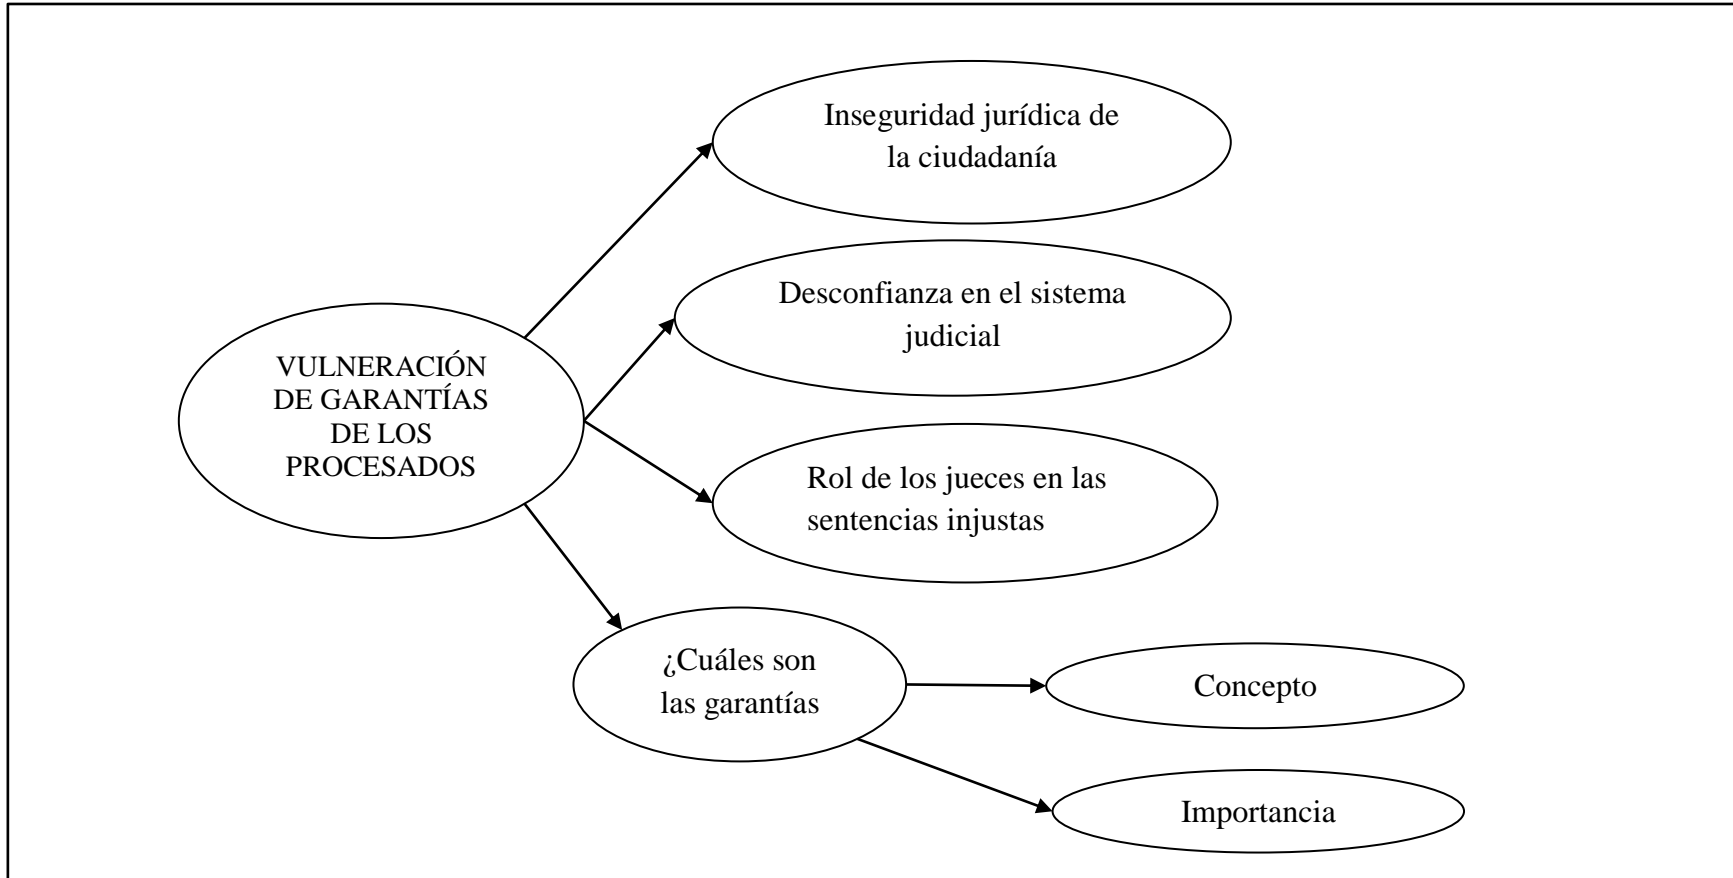 Inseguridad jurídica de
la ciudadanía
Desconfianza en el sistema
judicial
VULNERACIÓN
DE GARANTÍAS
DE LOS
PROCESADOS
Rol de los jueces en las
sentencias injustas
¿Cuáles son
las garantías
Concepto
Importancia